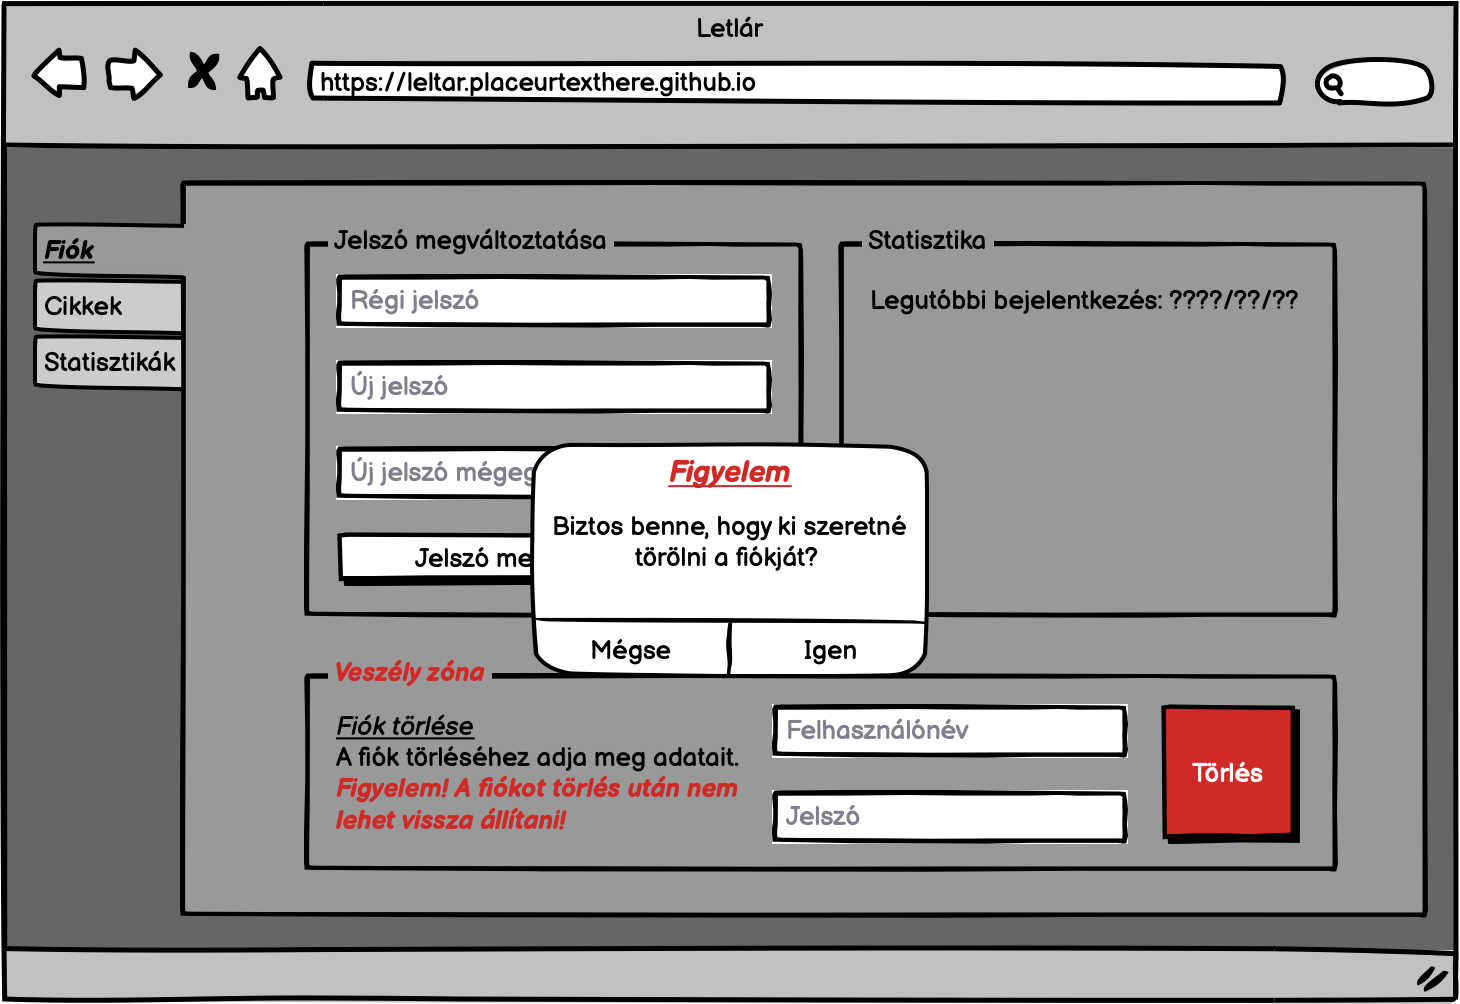 Letlár
https://leltar.placeurtexthere.github.io
Fiók
Cikkek
Statisztikák
Jelszó megváltoztatása
Régi jelszó
Új jelszó
Új jelszó
Jelszó
Statisztika
Legutóbbi bejelentkezés: ????/??/??
Figyelem
Biztos benne, hogy ki szeretné
törölni a fiókját?
Mégse
Igen
Veszély zóna
Fiók törlése
A fiók törléséhez adja meg adatait.
Figyelem! A fiókot törlés után nem
lehet vissza állítani!
Felhasználónév
Jelszó
Törlés